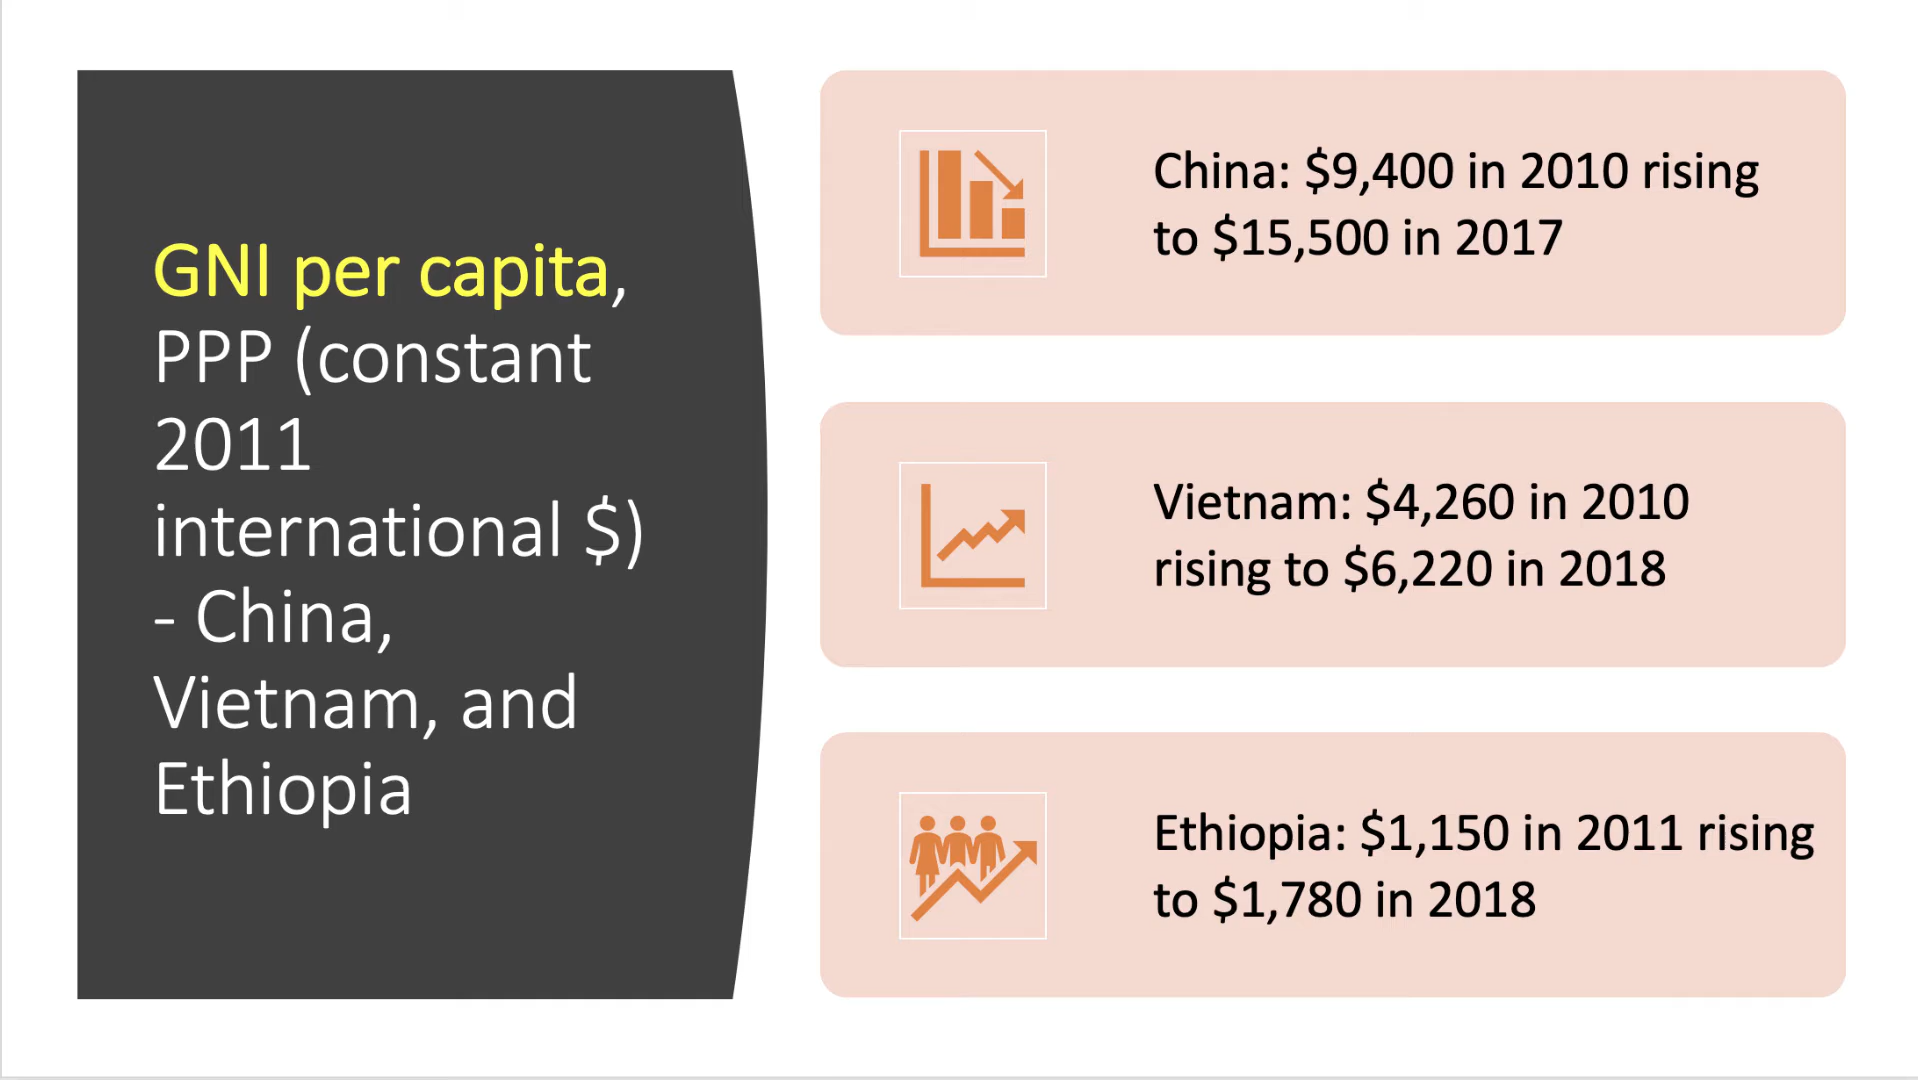 GNI per capita,
PPP (constant
2011
international $)
- China,
Vietnam, and
Ethiopia
China: $9,400 in 2010 rising
to $15,500 in 2017
Vietnam: $4,260 in 2010
rising to $6,220 in 2018
Ethiopia: $1,150 in 2011 rising
to $1,780 in 2018